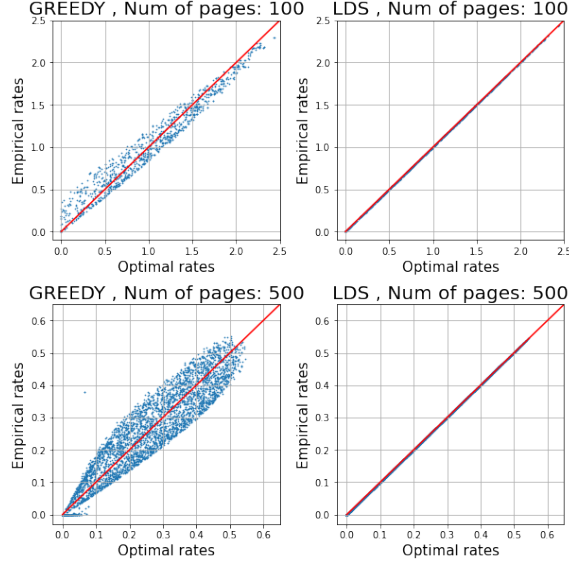 GREEDY , Num of pages: 100
2.5
2.0
1.5
1.0
0.5
0.0
Empirical rates
0.0 0.5 1.0 1.5 2.0 2.5
Optimal rates
LDS , Num of pages: 100
2.5
2.0
1.5
1.0
0.5
0.0
Empirical rates
0.0 0.5 1.0 1.5 2.0 2.5
Optimal rates
GREEDY , Num of pages: 500
0.6
0.5
0.4
0.3
0.2
0.1
0.0
Empirical rates
0.0 0.1 0.2 0.3 0.4 0.5 0.6
Optimal rates
LDS , Num of pages: 500
0.6
0.5
0.4
0.3
0.2
0.1
0.0
Empirical rates
0.0 0.1 0.2 0.3 0.4 0.5 0.6
Optimal rates